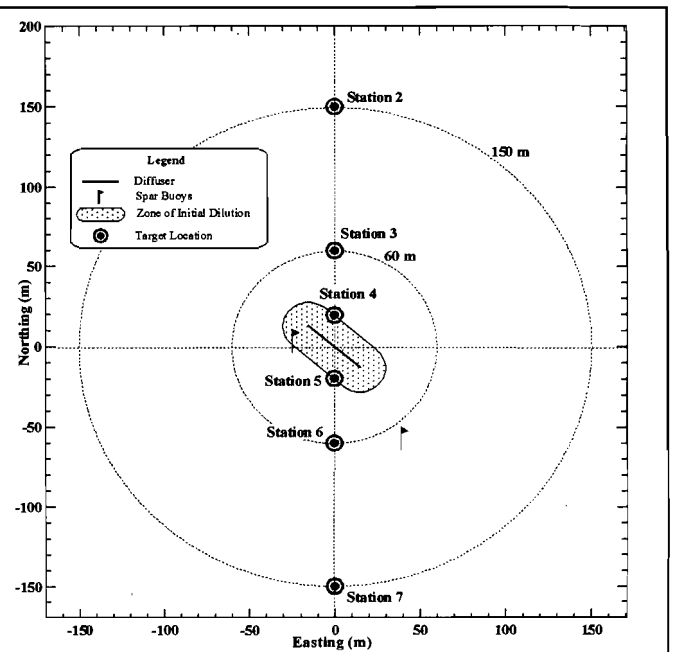 200
Station 2
150
150 m
Legend
Diffuser
Spar Buoys
Zone of Initial Dilution
Target Location
100
Station 3
60 m
50
Station 4
Northing (m)
0
Station 5
-50
Station 6
-100
-150
Station 7
-150 -100 -50 0 50 100 150
Easting (m)